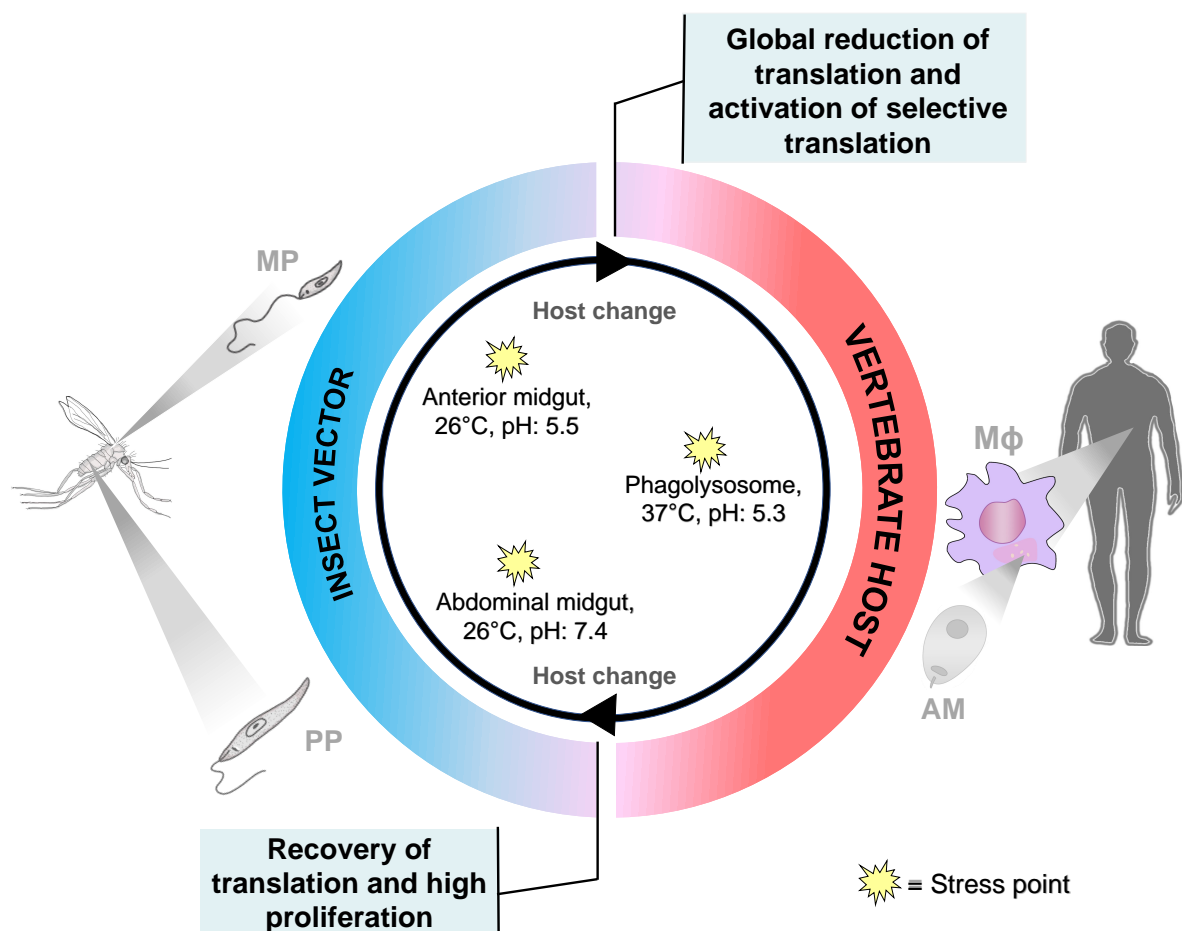 Global reduction of
translation and
activation of selective
translation
MP
Host change
INSECT VECTOR
VERTEBRATE HOST
Anterior midgut,
26°C, pH: 5.5
Mϕ
Phagolysosome,
37°C, pH: 5.3
Abdominal midgut,
26°C, pH: 7.4
Host change
AM
PP
Recovery of
translation and high
proliferation
= Stress point